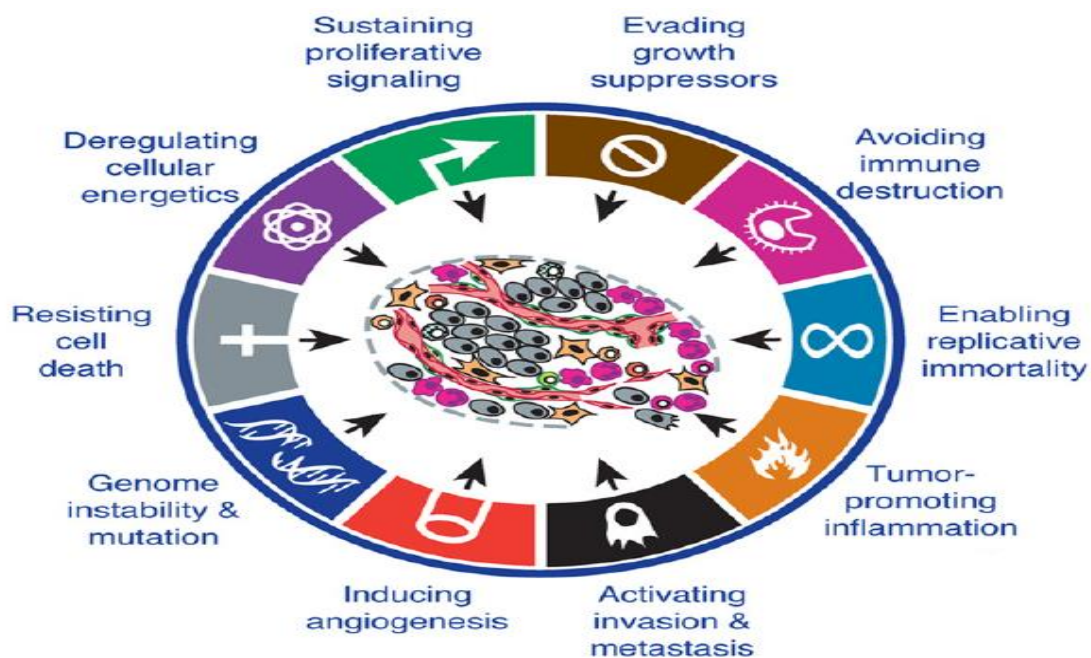 Sustaining
proliferative
signaling
Evading
growth
suppressors
Avoiding
immune
destruction
Enabling
replicative
immortality
Tumor-
promoting
inflammation
Activating
invasion &
metastasis
Inducing
angiogenesis
Genome
instability &
mutation
Resisting
cell
death
Deregulating
cellular
energetics